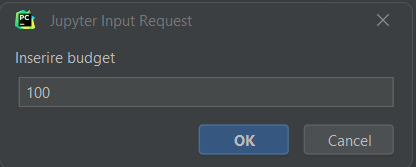 PC
Jupyter Input Request
Inserire budget
100
OK
Cancel